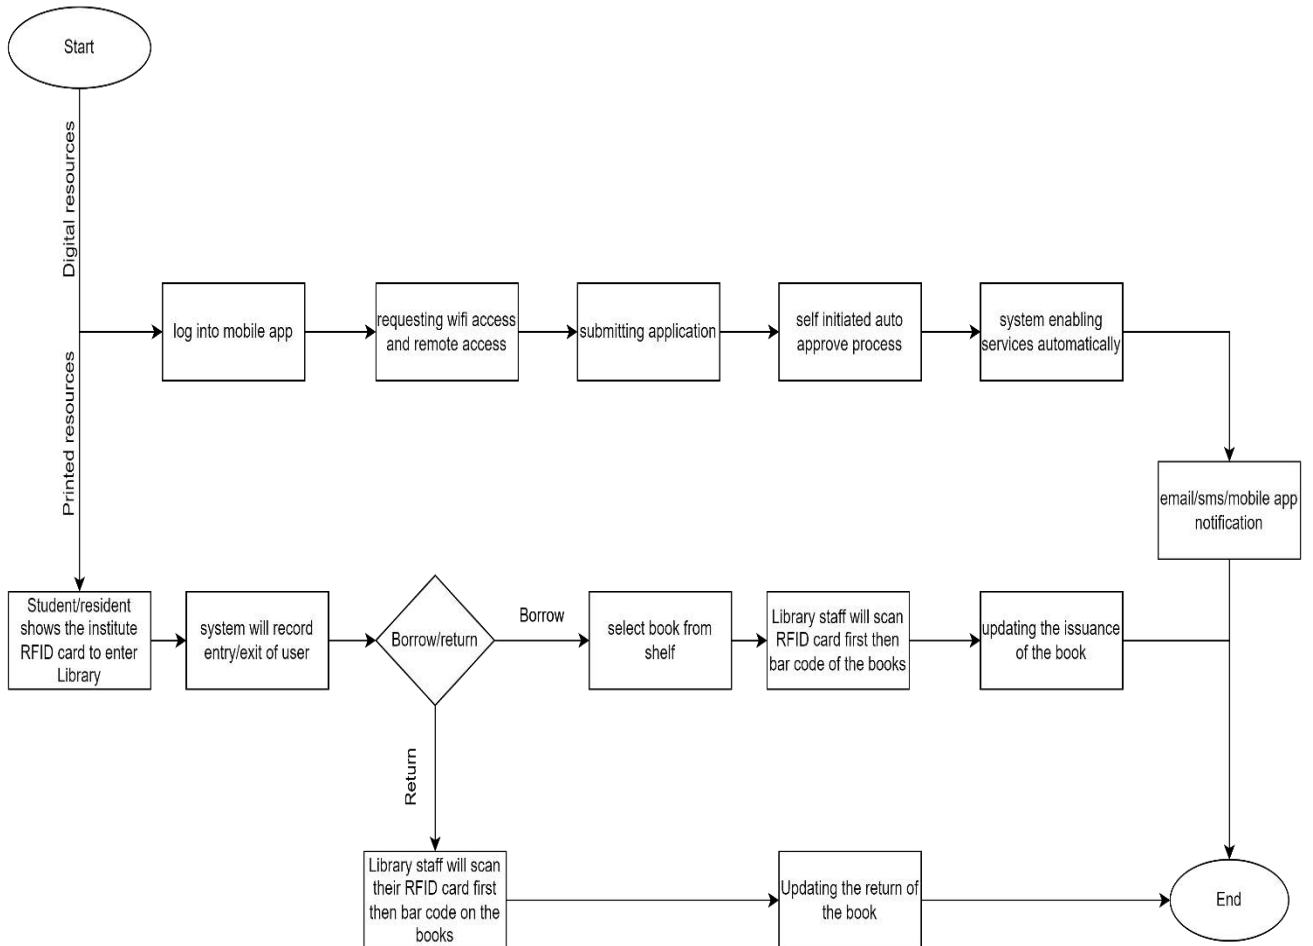 Start
Digital resources
log into mobile app
requesting wifi access
and remote access
submitting application
self initiated auto
approve process
system enabling
services automatically
Printed resources
email/sms/mobile app
notification
Student/resident
shows the institute
RFID card to enter
Library
system will record
entry/exit of user
Borrow/return
Borrow
select book from
shelf
Library staff will scan
RFID card first then
bar code of the books
updating the issuance
of the book
Return
Library staff will scan
their RFID card first
then bar code on the
books
Updating the return of
the book
End